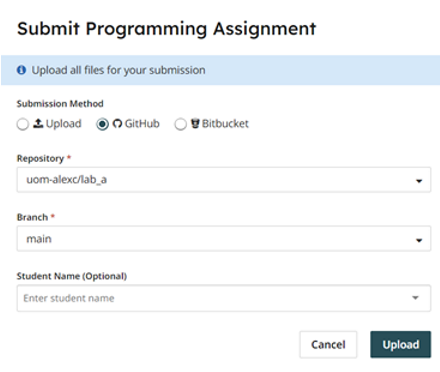 Submit Programming Assignment
Upload all files for your submission
Submission Method
Upload GitHub Bitbucket
Repository *
uom-alexc/lab_a
Branch *
main
Student Name (Optional)
Enter student name
Cancel Upload